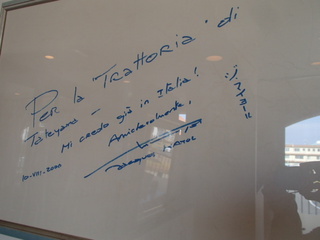 Per la "Trattoria" di
Tateyama -
Mi credo già in Italia!
Amichevolmente,
10-VIII-2000